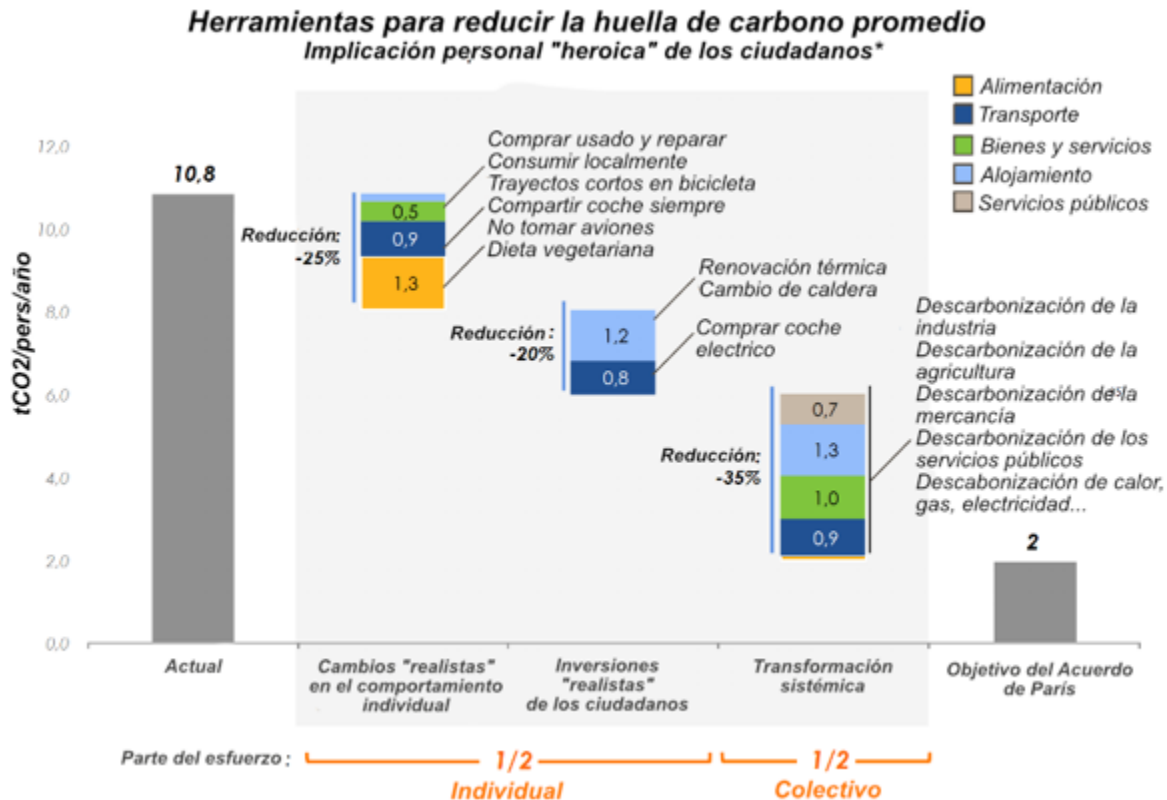 Herramientas para reducir la huella de carbono promedio
Implicación personal "heroica" de los ciudadanos*
Alimentación
Transporte
Bienes y servicios
Alojamiento
Servicios públicos
tCO2/pers/año
12,0
10,0
8,0
6,0
4,0
2,0
0,0
10,8
Reducción:
-25%
0,5
0,9
1,3
Comprar usado y reparar
Consumir localmente
Trayectos cortos en bicicleta
Compartir coche siempre
No tomar aviones
Dieta vegetariana
Reducción:
-20%
1,2
0,8
Renovación térmica
Cambio de caldera
Comprar coche
electrico
Reducción:
-35%
0,7
1,3
1,0
0,9
Descarbonización de la
industria
Descarbonización de la
agricultura
Descarbonización de la
mercancía
Descarbonización de los
servicios públicos
Descabonización de calor,
gas, electricidad...
2
Actual
Cambios "realistas"
en el comportamiento
individual
Inversiones
"realistas"
de los ciudadanos
Transformación
sistémica
Objetivo del Acuerdo
de París
Parte del esfuerzo :
1/2
Individual
1/2
Colectivo